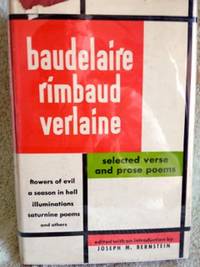 baudelaire
rimbaud
verlaine
selected verse
and prose poems
flowers of evil
a season in hell
illuminations
saturnine poems
and others
edited with an introduction by
JOSEPH M. BERNSTEIN